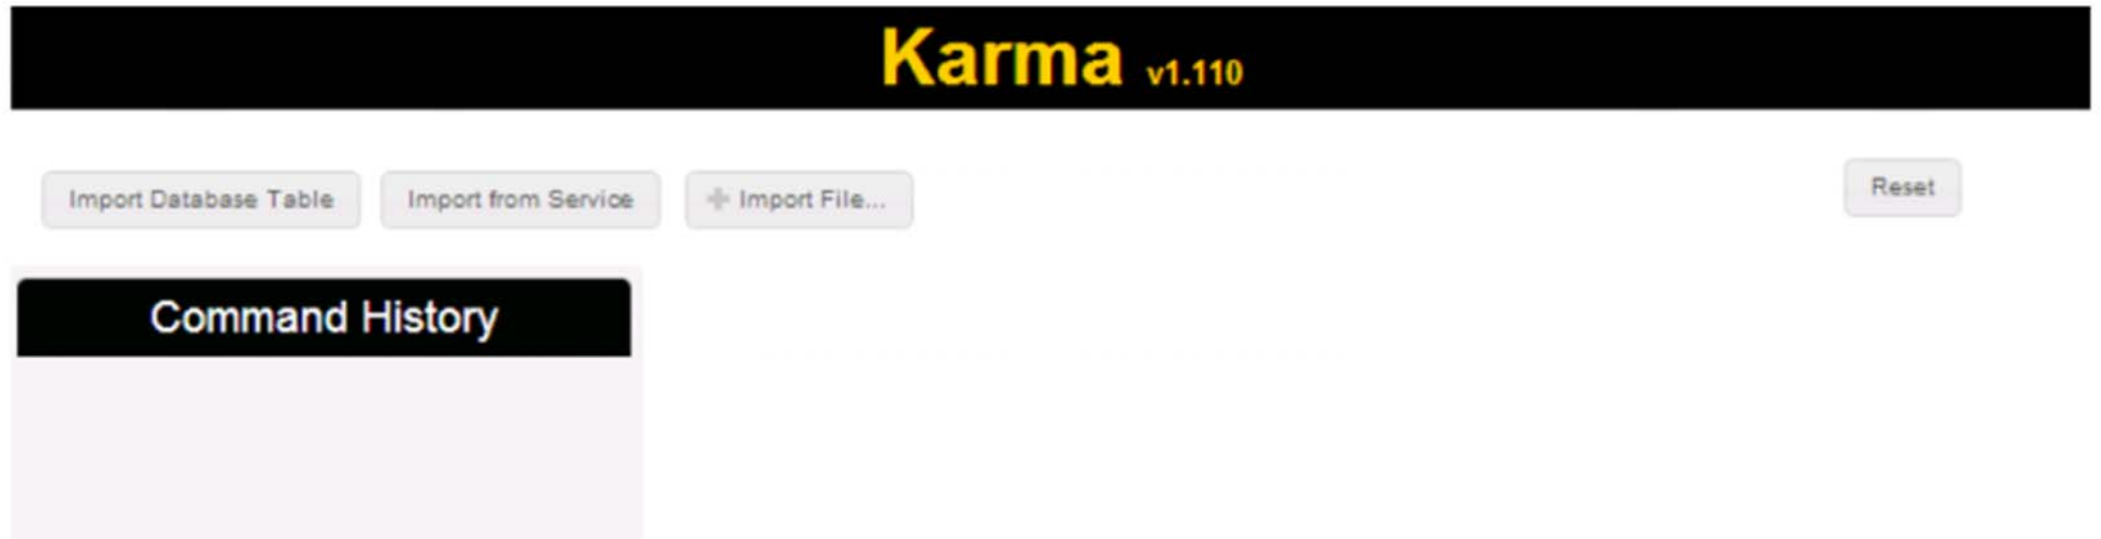 Karma v1.110
Import Database Table Import from Service Import File... Reset
Command History